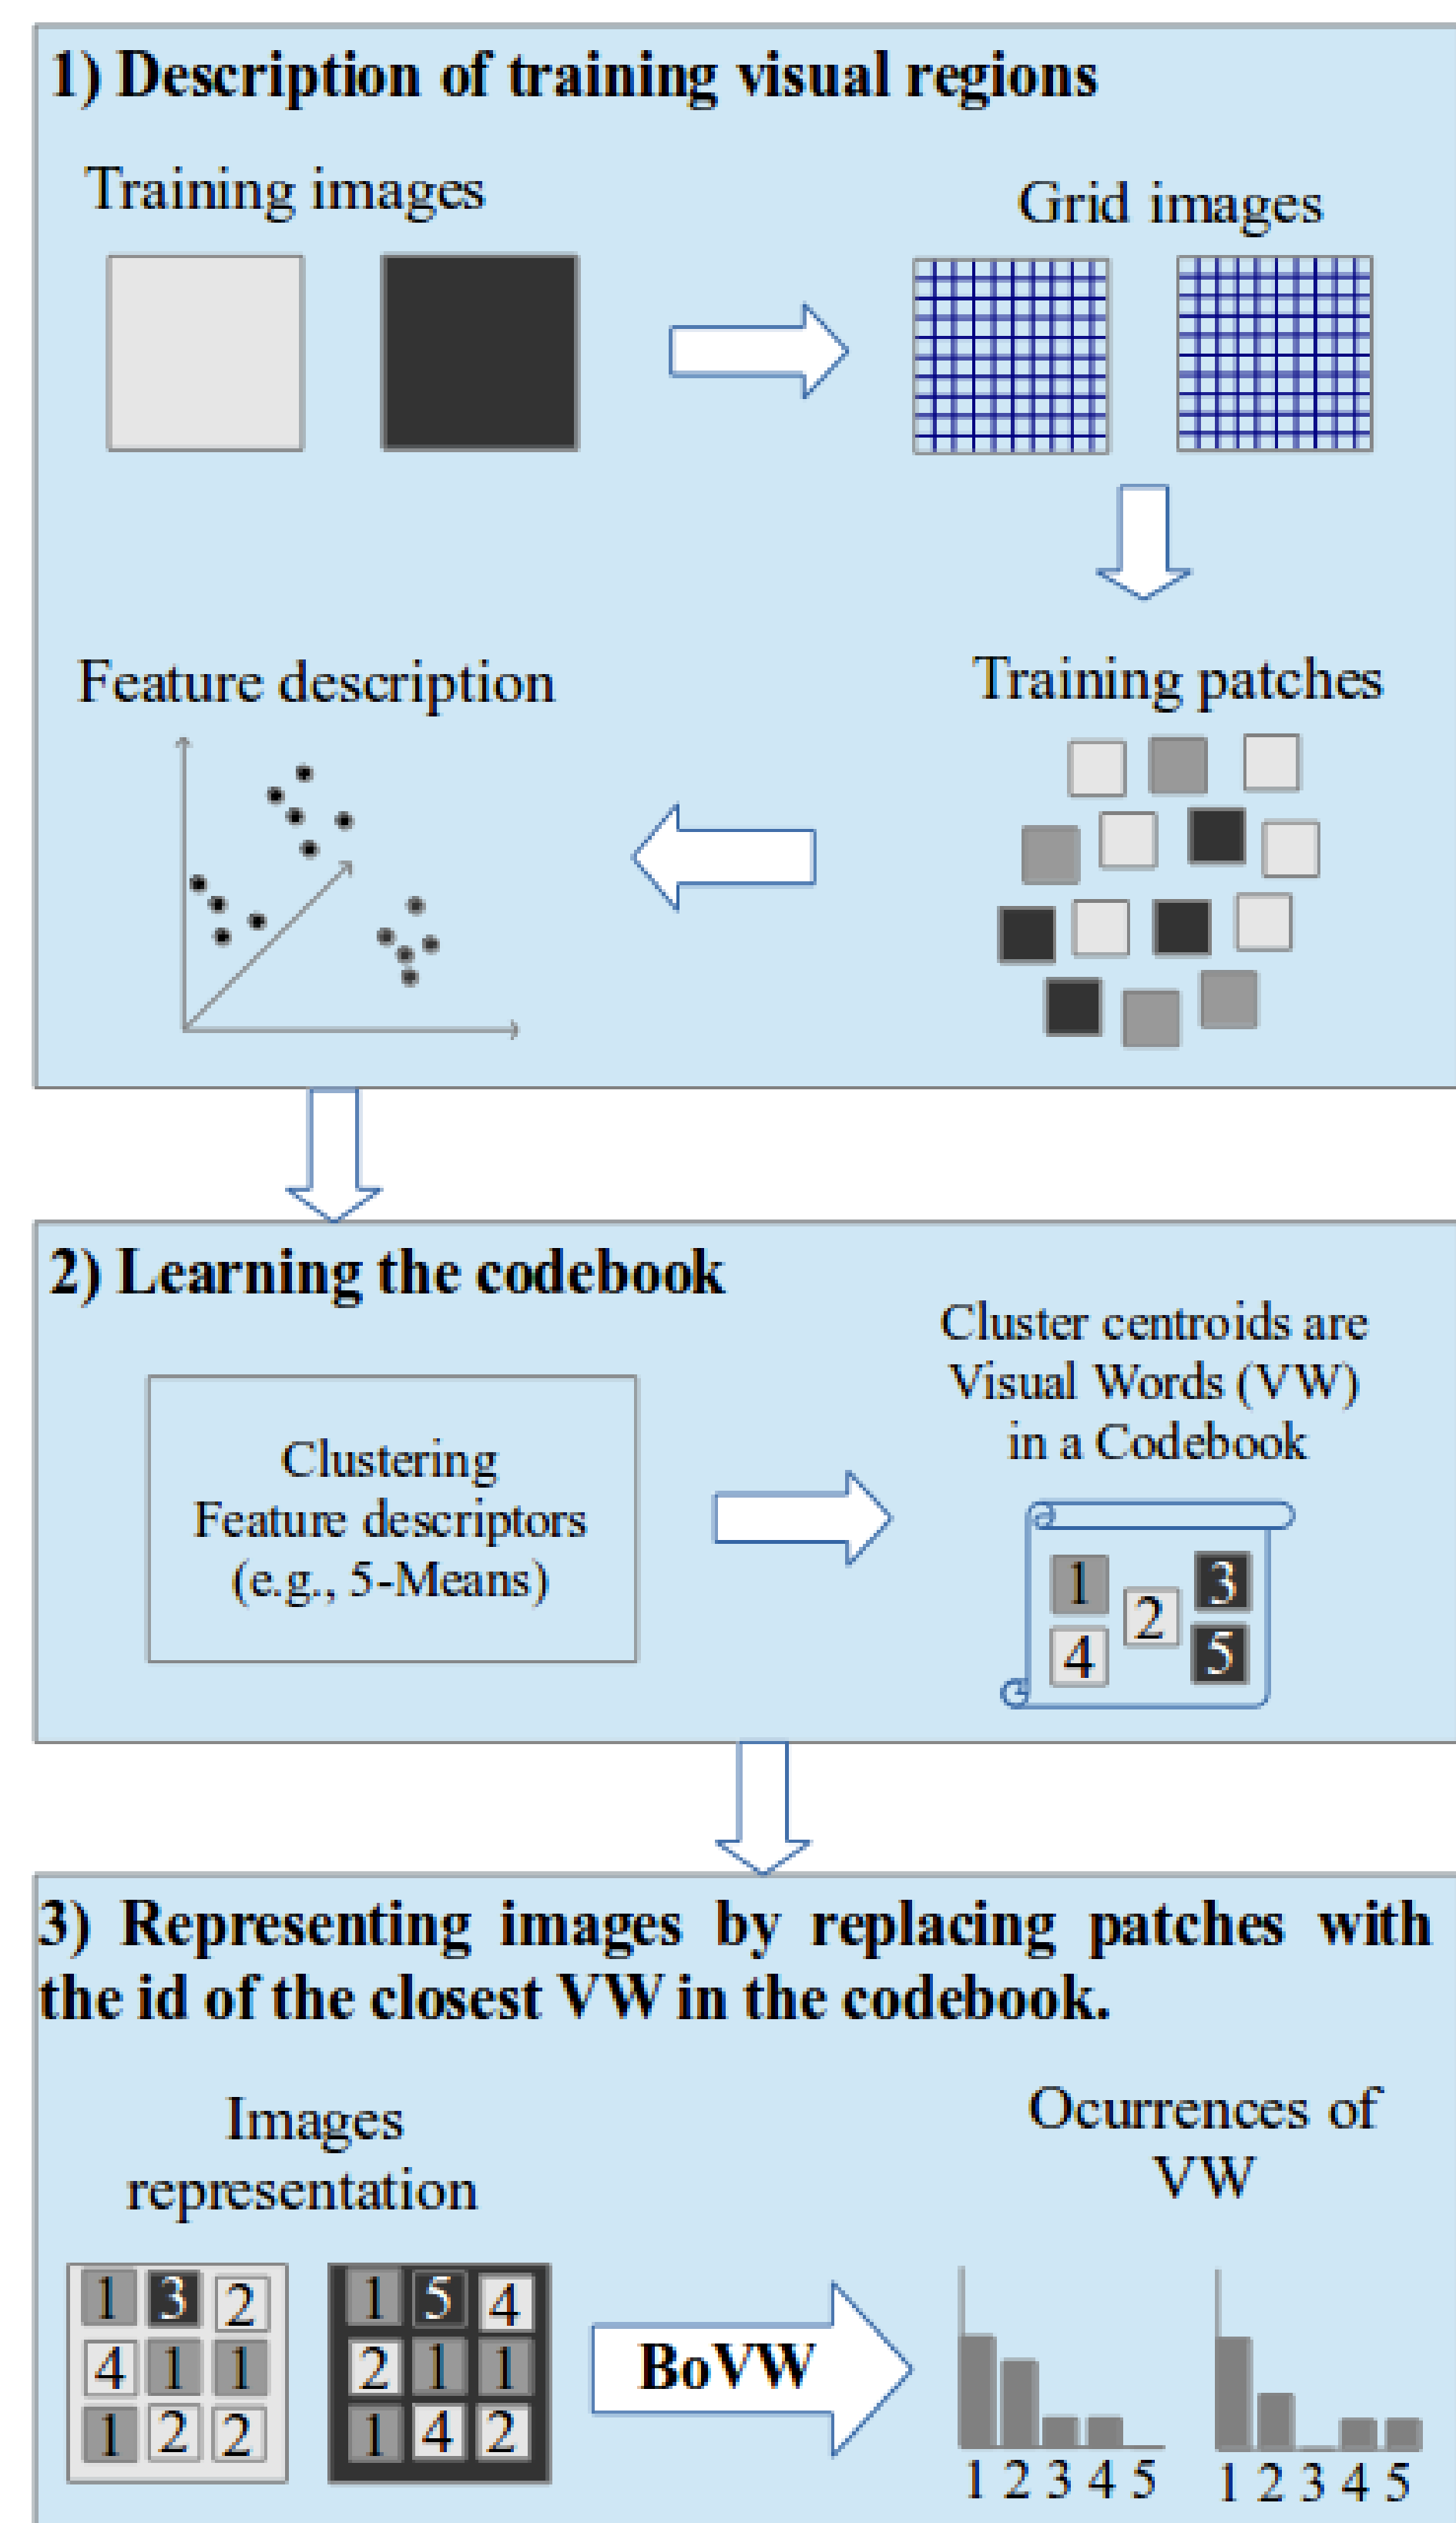 1) Description of training visual regions
Training images
Grid images
Feature description
Training patches
2) Learning the codebook
Cluster centroids are
Visual Words (VW)
in a Codebook
Clustering
Feature descriptors
(e.g., 5-Means)
1 3
2
4 5
3) Representing images by replacing patches with
the id of the closest VW in the codebook.
Images
representation
Ocurrences of
VW
1 3 2
4 1 1
1 2 2
1 5 4
2 1 1
1 4 2
BoVW
1 2 3 4 5
1 2 3 4 5